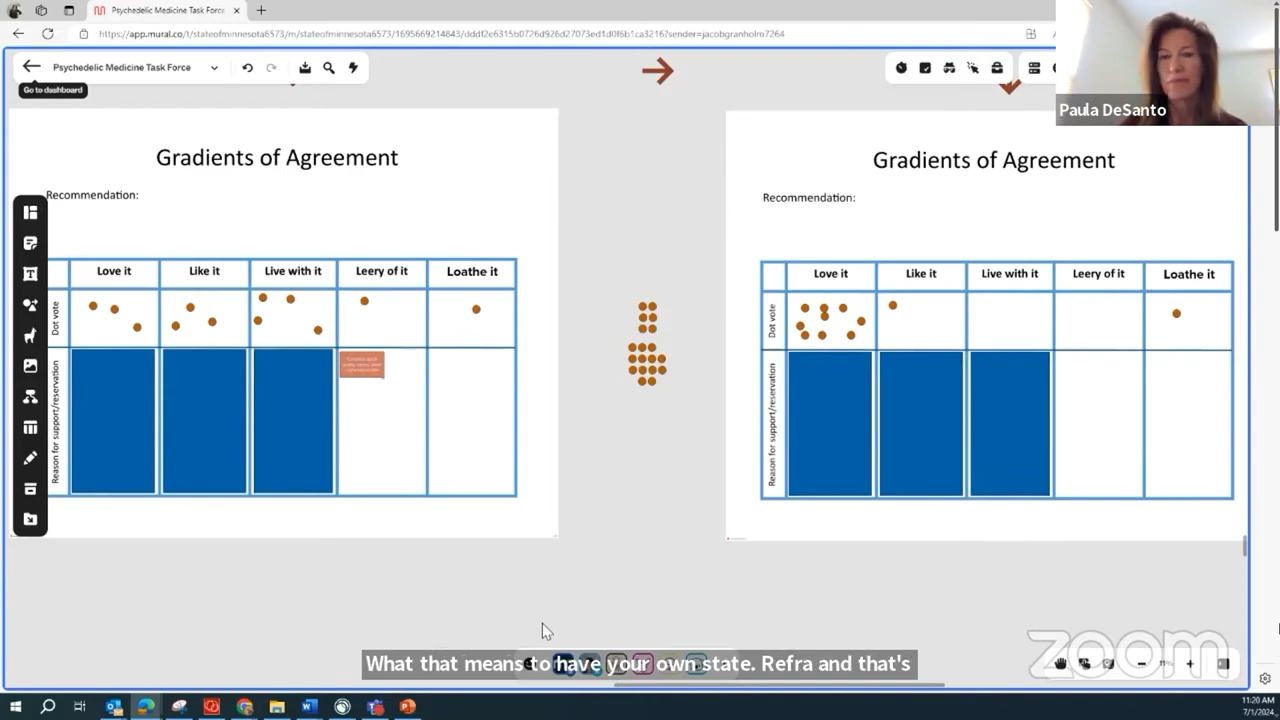 Psychedelic Medicine Task Force
https://app.mural.co/t/stateofminnesota6573/m/stateofminnesota6573/1695669214843/dddf2e6315b0726d926d27073ed1d0f6b1ca3216?sender=jacobgranholm7264
Psychedelic Medicine Task Force
Go to dashboard
Paula DeSanto
Gradients of Agreement
Recommendation:
Love it
Like it
Live with it
Leery of it
Loathe it
Dot vote
Reason for support/reservation
Gradients of Agreement
Recommendation:
Love it
Like it
Live with it
Leery of it
Loathe it
Dot vote
Reason for support/reservation
What that means to have your own state. Refra and that's
zoom
11%
11:20 AM
7/1/2024